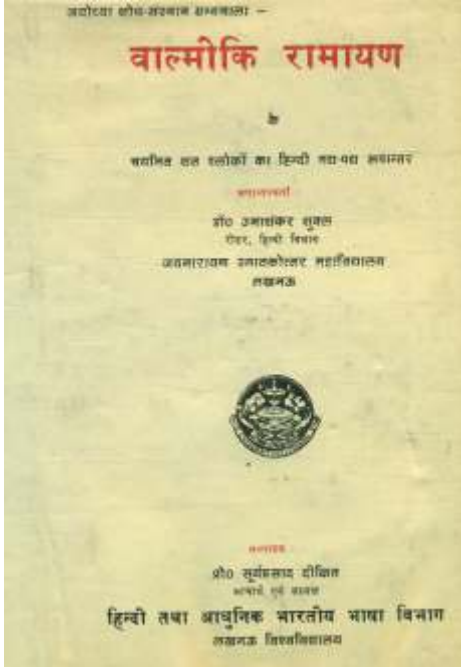 अयोध्या शोध-संस्थान ग्रन्थमाला –
वाल्मीकि रामायण
के
चयनित शत श्लोकों का हिन्दी गद्य-पद्य भाषान्तर
डॉ० उमाशंकर शुक्ल
रीडर, हिन्दी विभाग
जयनारायण स्नातकोत्तर महाविद्यालय
लखनऊ
सम्पादक
प्रो० सूर्यप्रसाद दीक्षित
आचार्य एवं अध्यक्ष
हिन्दी तथा आधुनिक भारतीय भाषा विभाग
लखनऊ विश्वविद्यालय